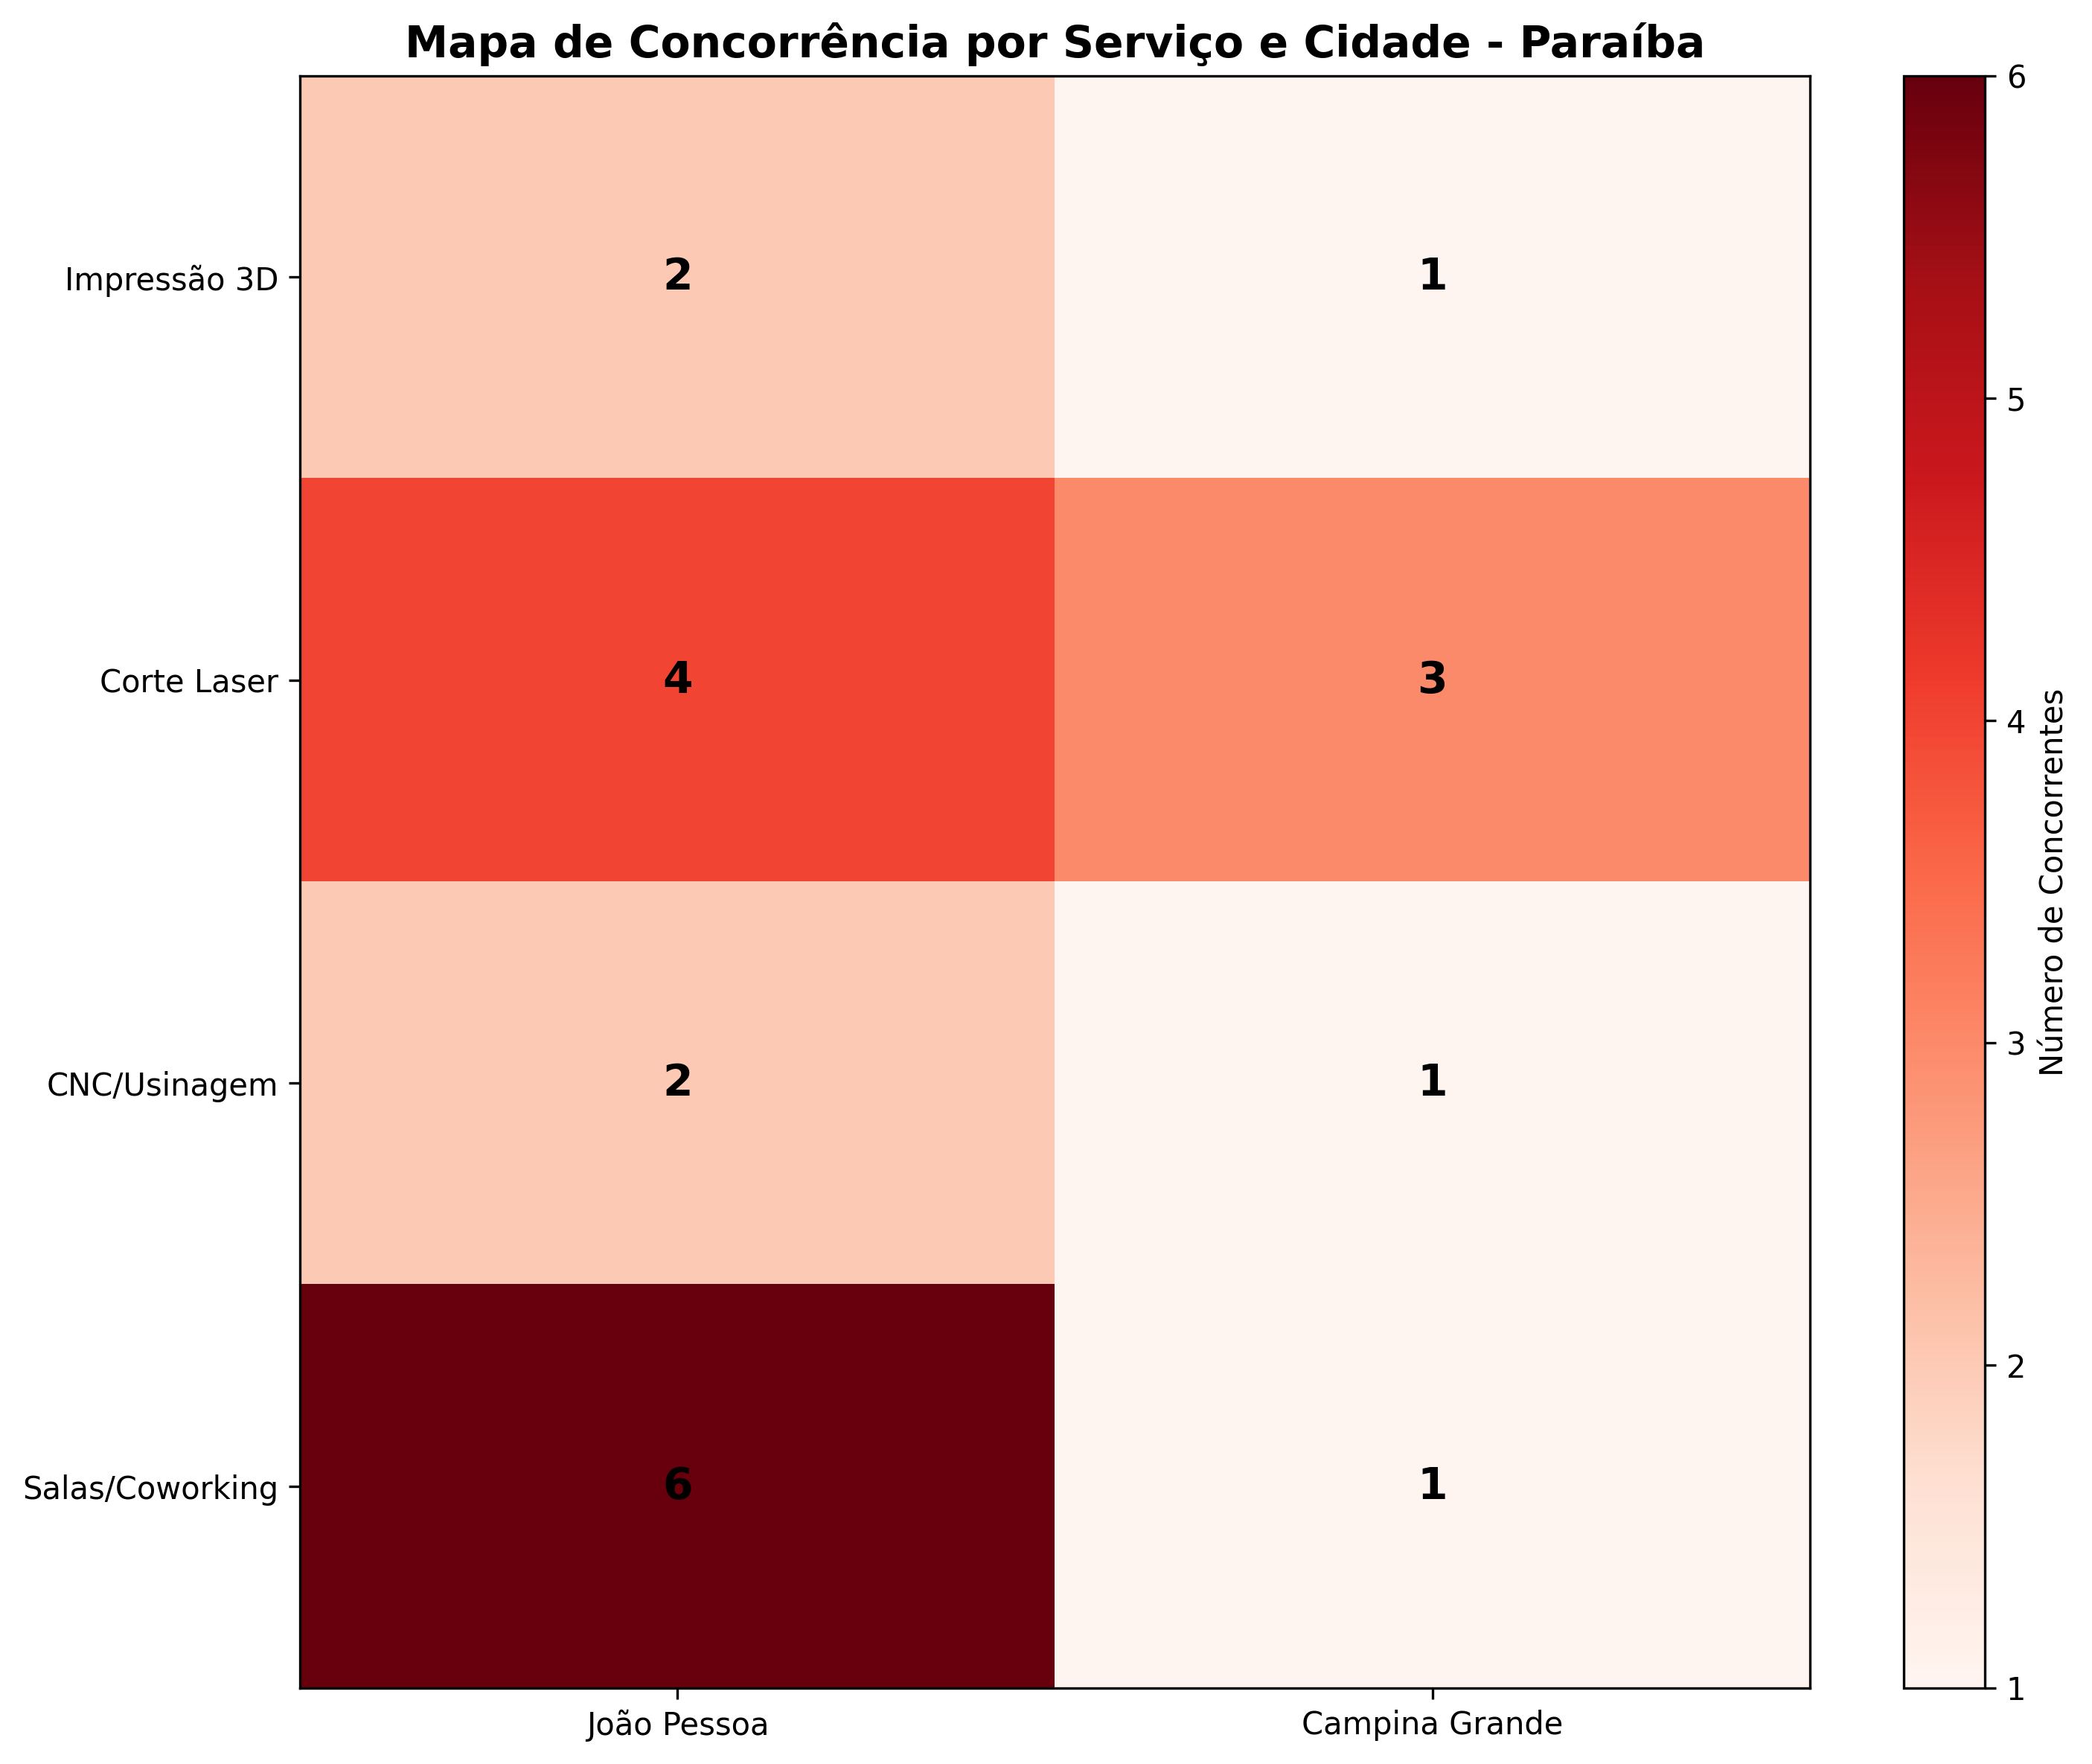 Mapa de Concorrência por Serviço e Cidade - Paraíba
Impressão 3D
2
1
Corte Laser
4
3
CNC/Usinagem
2
1
Salas/Coworking
6
1
João Pessoa
Campina Grande
6
5
4
3
2
1
Número de Concorrentes